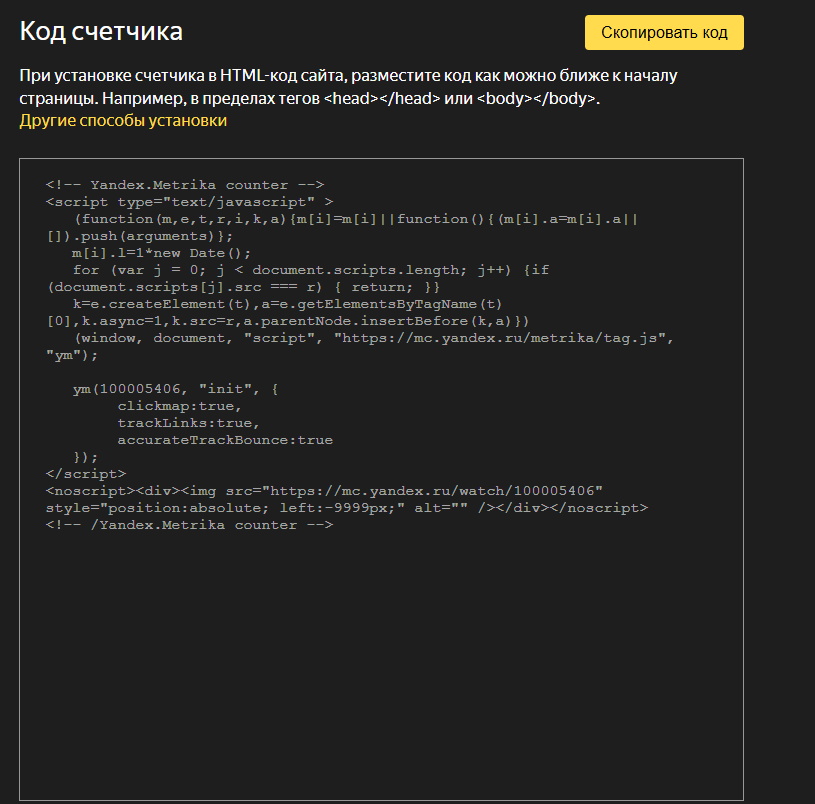 Код счетчика
Скопировать код
При установке счетчика в HTML-код сайта, разместите код как можно ближе к началу
страницы. Например, в пределах тегов <head></head> или <body></body>.
Другие способы установки
<!-- Yandex.Metrika counter -->
<script type="text/javascript" >
(function(m,e,t,r,i,k,a){m[i]=m[i]||function(){(m[i].a=m[i].a||
[]).push(arguments)};
m[i].l=1*new Date();
for (var j = 0; j < document.scripts.length; j++) {if
(document.scripts[j].src === r) { return; }}
k=e.createElement(t),a=e.getElementsByTagName(t)
[0],k.async=1,k.src=r,a.parentNode.insertBefore(k,a)})
(window, document, "script", "https://mc.yandex.ru/metrika/tag.js",
"ym");
ym(100005406, "init", {
clickmap:true,
trackLinks:true,
accurateTrackBounce:true
});
</script>
<noscript><div><img src="https://mc.yandex.ru/watch/100005406"
style="position:absolute; left:-9999px;" alt="" /></div></noscript>
<!-- /Yandex.Metrika counter -->